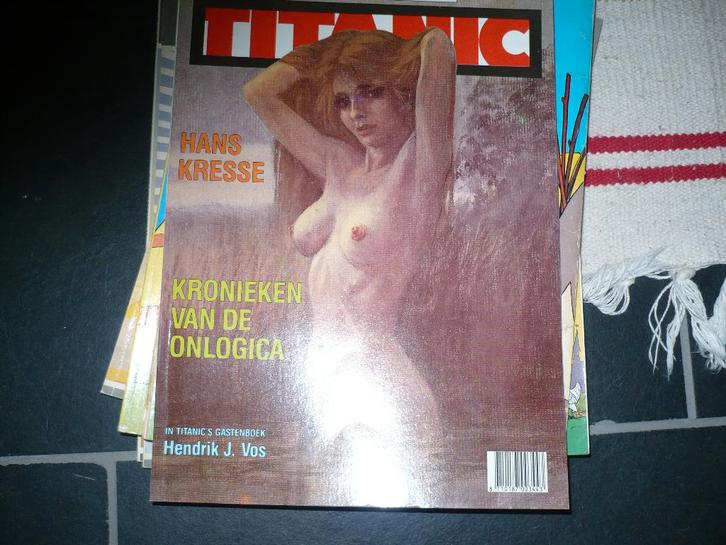 TITANIC
HANS
KRESSE
KRONIEKEN
VAN DE
ONLOGICA
IN TITANIC'S GASTENBOEK
Hendrik J. Vos